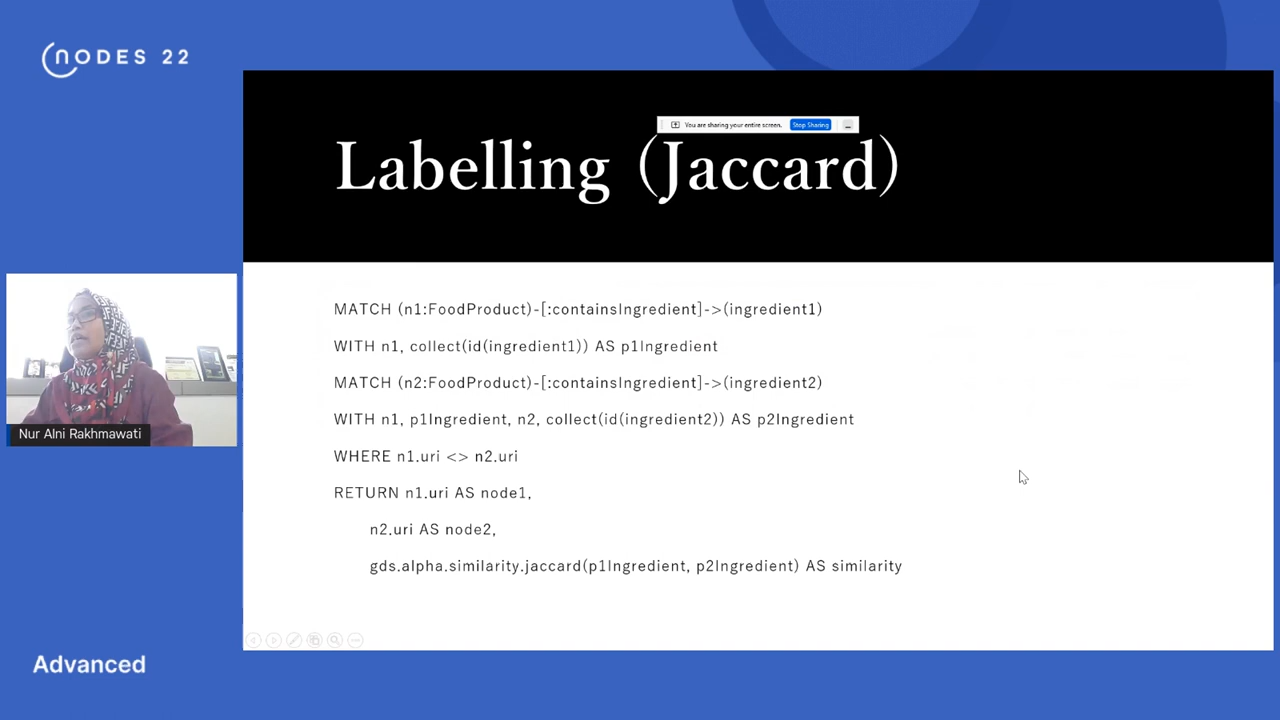 NODES 22
You are sharing your entire screen. Stop Sharing
Labelling (Jaccard)
MATCH (n1:FoodProduct)-[:containsIngredient]->(ingredient1)
WITH n1, collect(id(ingredient1)) AS p1Ingredient
MATCH (n2:FoodProduct)-[:containsIngredient]->(ingredient2)
WITH n1, p1Ingredient, n2, collect(id(ingredient2)) AS p2Ingredient
WHERE n1.uri <> n2.uri
RETURN n1.uri AS node1,
n2.uri AS node2,
gds.alpha.similarity.jaccard(p1Ingredient, p2Ingredient) AS similarity
Nur Aini Rakhmawati
Advanced